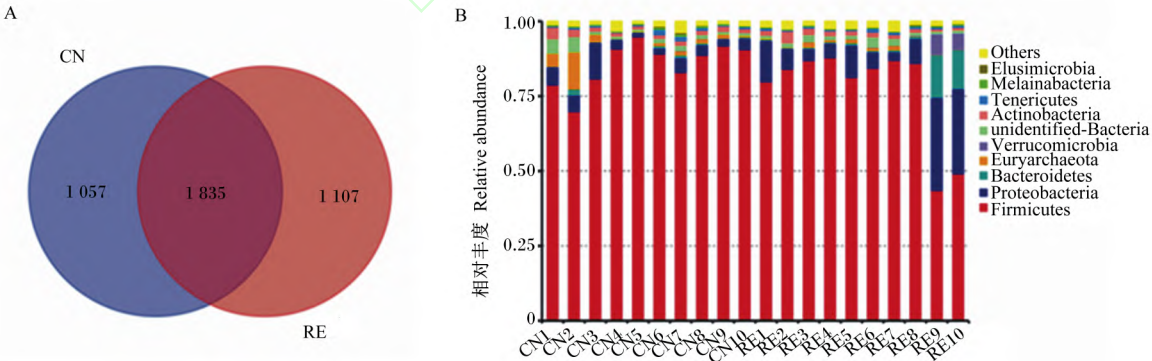 A
CN
1 057
1 835
1 107
RE
B
相对丰度 Relative abundance
1.00
0.75
0.50
0.25
0
CN1 CN2 CN3 CN4 CN5 CN6 CN7 CN8 CN9 CN10 RE1 RE2 RE3 RE4 RE5 RE6 RE7 RE8 RE9 RE10
Others
Elusimicrobia
Melainabacteria
Tenericutes
Actinobacteria
unidentified-Bacteria
Verrucomicrobia
Euryarchaeota
Bacteroidetes
Proteobacteria
Firmicutes